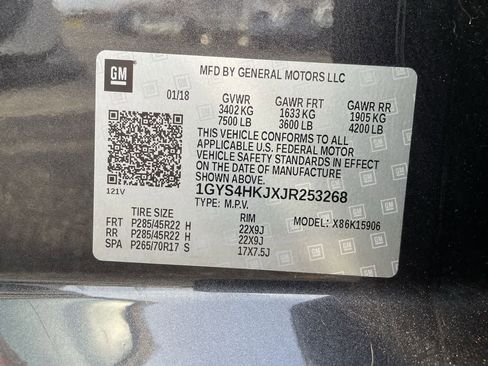 GM
MFD BY GENERAL MOTORS LLC
01/18 GVWR GAWR FRT GAWR RR
3402 KG 1633 KG 1905 KG
7500 LB 3600 LB 4200 LB
THIS VEHICLE CONFORMS TO ALL
APPLICABLE U.S. FEDERAL MOTOR
VEHICLE SAFETY STANDARDS IN EFFECT
ON THE DATE OF MANUFACTURE
SHOWN ABOVE.
121V
1GYS4HKJXJR253268
TYPE: M.P.V. MODEL: X86K15906
TIRE SIZE RIM
FRT P285/45R22 H 22X9J
RR P285/45R22 H 22X9J
SPA P265/70R17 S 17X7.5J